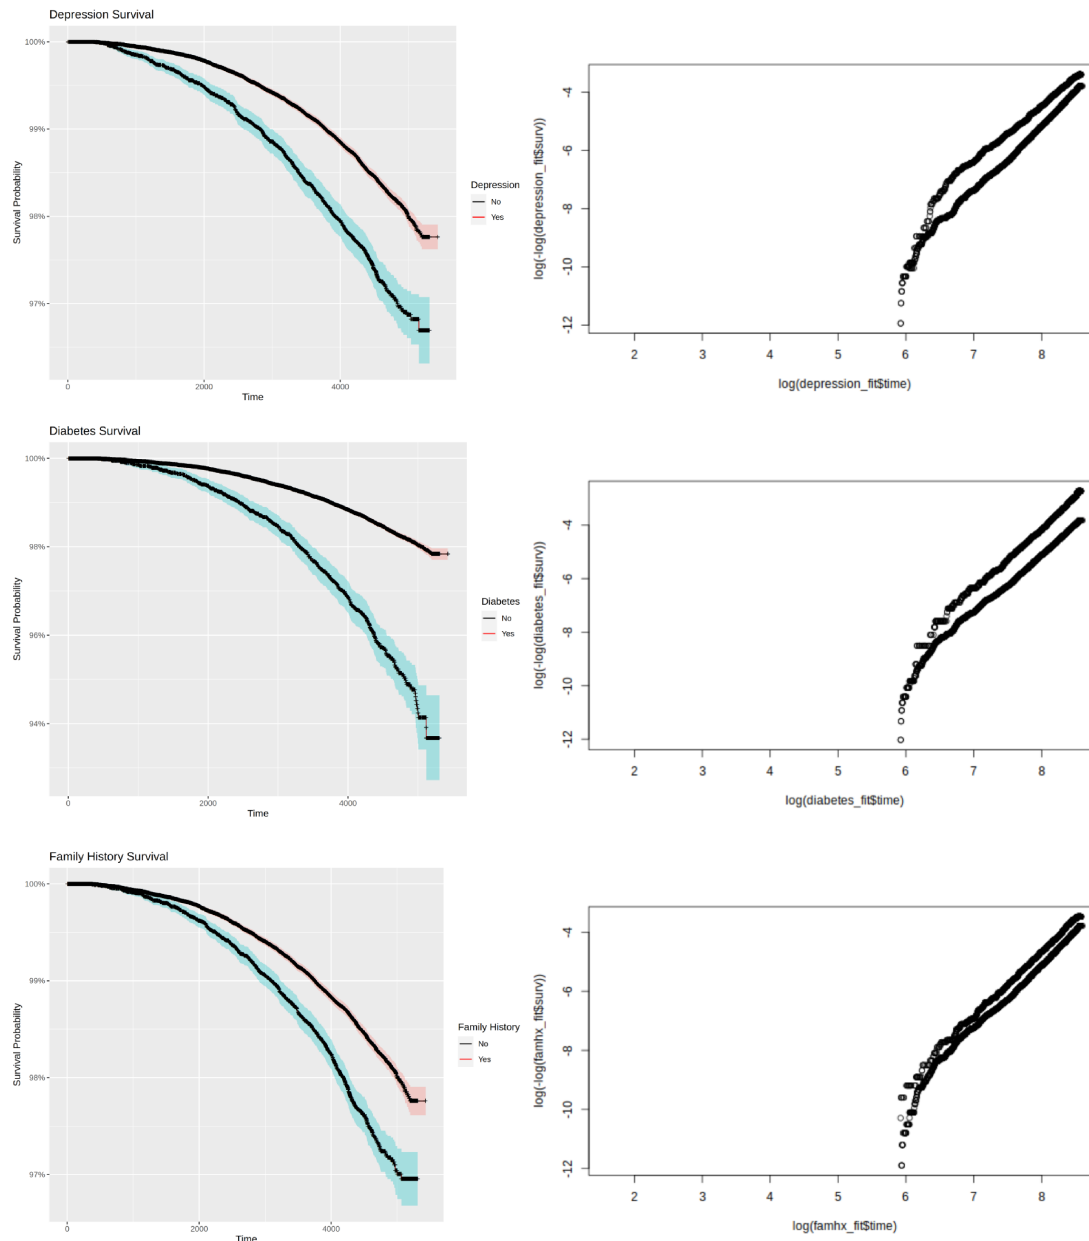 Depression Survival
100%
99%
98%
97%
Survival Probability
0
2000
4000
Time
Depression
No
Yes
-4
-6
-8
-10
-12
log(-log(depression_fit$surv))
2
3
4
5
6
7
8
log(depression_fit$time)
Diabetes Survival
100%
98%
96%
94%
Survival Probability
0
2000
4000
Time
Diabetes
No
Yes
-4
-6
-8
-10
-12
log(-log(diabetes_fit$surv))
2
3
4
5
6
7
8
log(diabetes_fit$time)
Family History Survival
100%
99%
98%
97%
Survival Probability
0
2000
4000
Time
Family History
No
Yes
-4
-6
-8
-10
-12
log(-log(famhx_fit$surv))
2
3
4
5
6
7
8
log(famhx_fit$time)